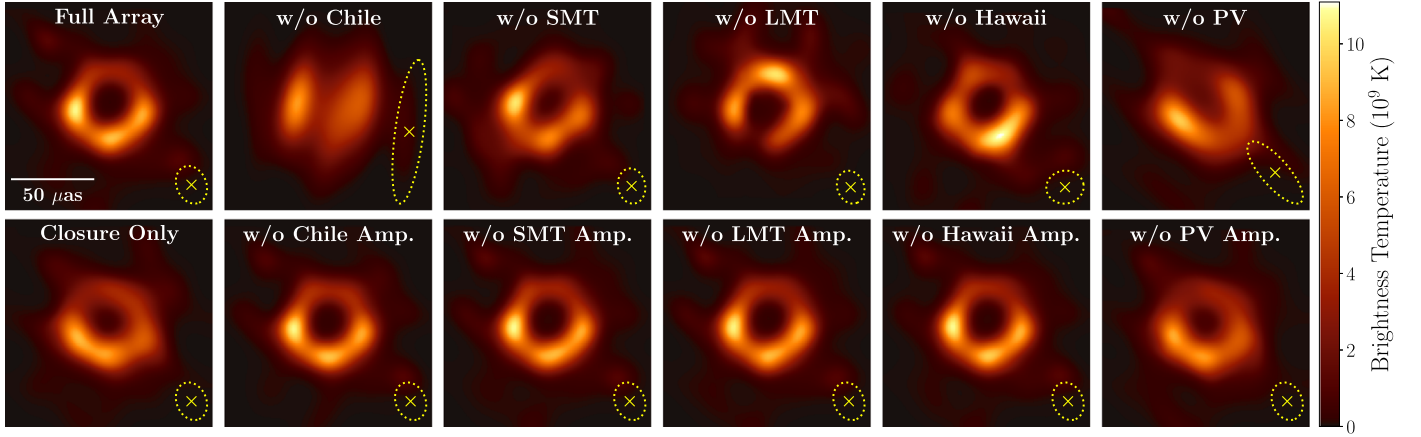 Full Array
w/o Chile
w/o SMT
w/o LMT
w/o Hawaii
w/o PV
50 μas
Closure Only
w/o Chile Amp.
w/o SMT Amp.
w/o LMT Amp.
w/o Hawaii Amp.
w/o PV Amp.
10
8
6
4
2
0
Brightness Temperature (10⁹ K)